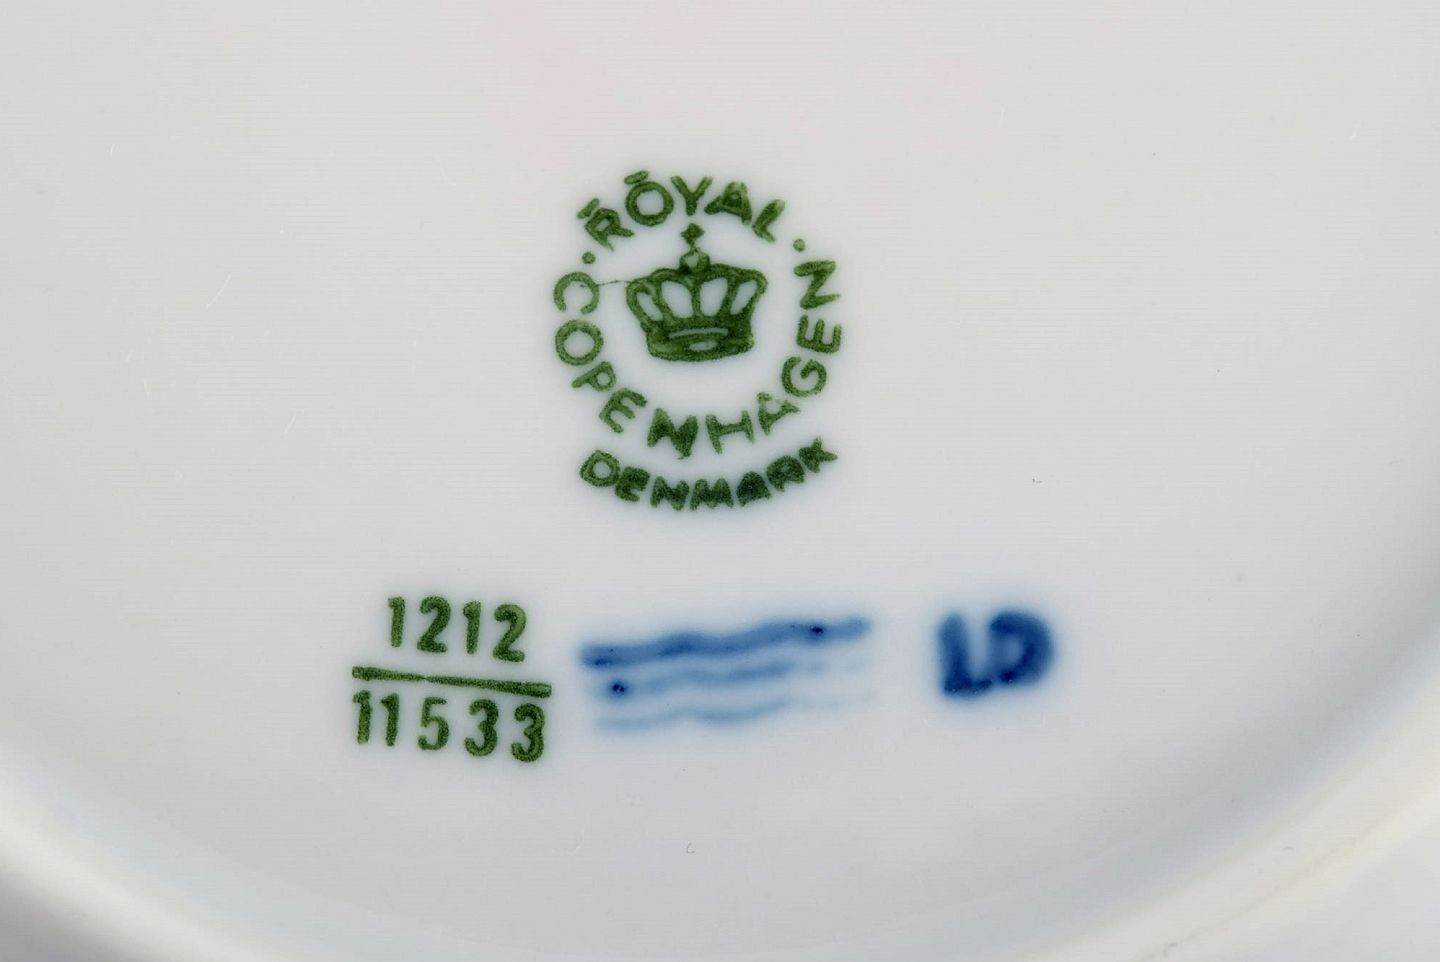 ROYAL
COPENHAGEN
DENMARK
1212
11533
LD